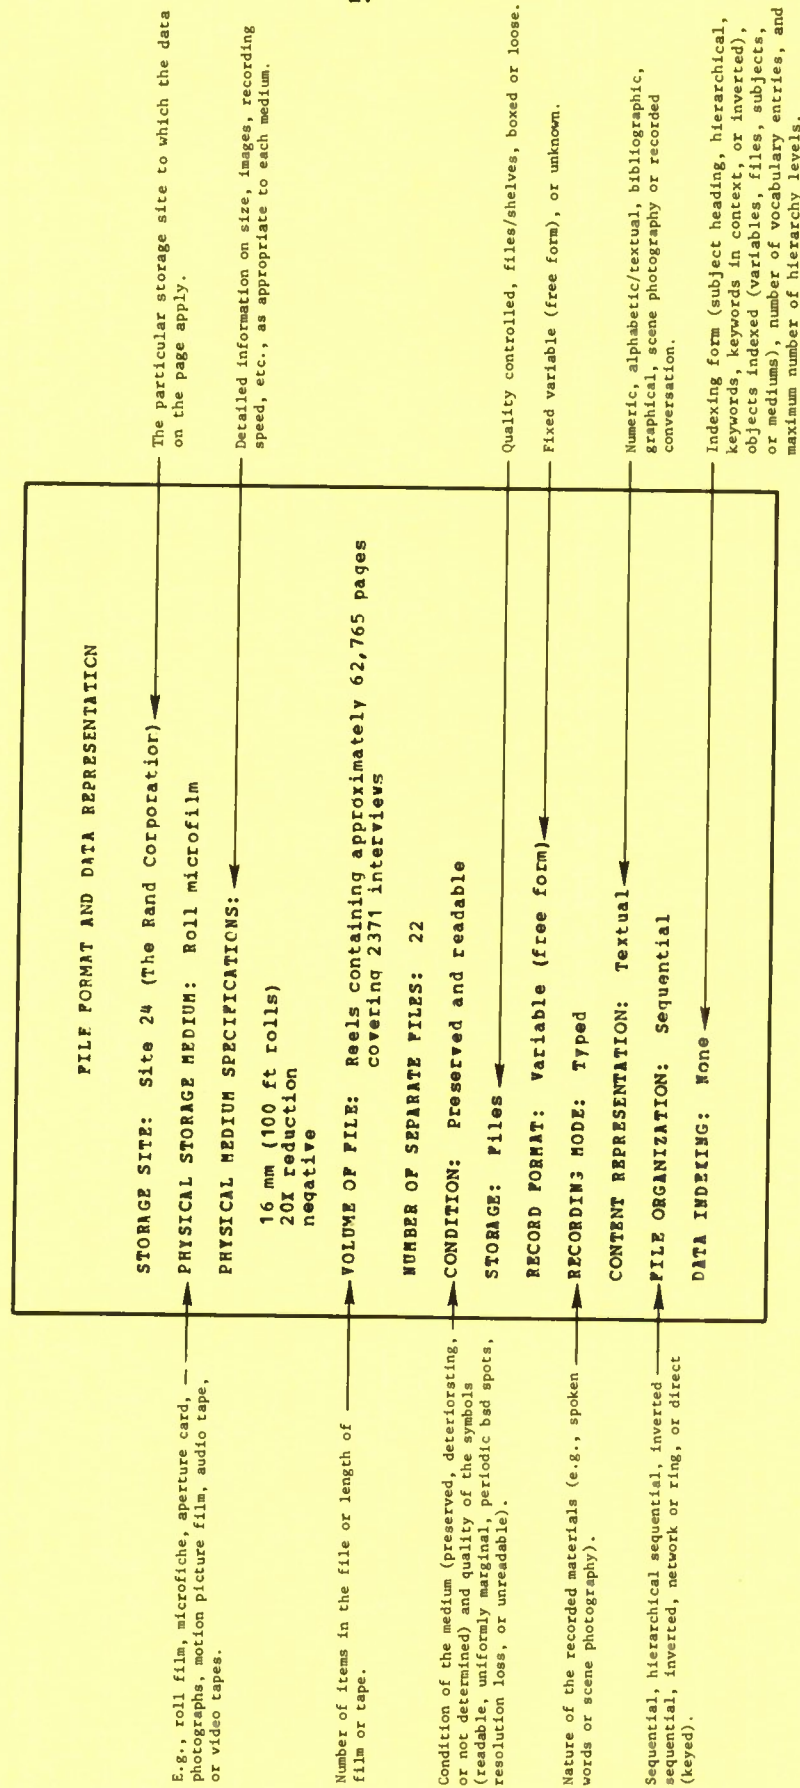 FILE FORMAT AND DATA REPRESENTATION
STORAGE SITE: Site 24 (The Rand Corporation)
PHYSICAL STORAGE MEDIUM: Roll microfilm
PHYSICAL MEDIUM SPECIFICATIONS:
16 mm (100 ft rolls)
20X reduction
negative
VOLUME OF FILE: Reels containing approximately 62,765 pages
covering 2371 interviews
NUMBER OF SEPARATE FILES: 22
CONDITION: Preserved and readable
STORAGE: Files
RECORD FORMAT: Variable (free form)
RECORDING MODE: Typed
CONTENT REPRESENTATION: Textual
FILE ORGANIZATION: Sequential
DATA INDEXING: None
E.g., roll film, microfiche, aperture card,
photographs, motion picture film, audio tape,
or video tapes.
Number of items in the file or length of
film or tape.
Condition of the medium (preserved, deteriorsting,
or not determined) and quality of the symbols
(readable, uniformly marginal, periodic bsd spots,
resolution loss, or unreadable).
Nature of the recorded materials (e.g., spoken
words or scene photography).
Sequential, hierarchical sequential, inverted
sequential, inverted, network or ring, or direct
(keyed).
The particular storage site to which the data
on the page apply.
Detailed information on size, images, recording
speed, etc., as appropriate to each medium.
Quality controlled, files/shelves, boxed or loose.
Fixed variable (free form), or unknown.
Numeric, alphabetic/textual, bibliographic,
graphical, scene photography or recorded
conversation.
Indexing form (subject heading, hierarchical,
keywords, keywords in context, or inverted),
objects indexed (variables, files, subjects,
or mediums), number of vocabulary entries, and
maximum number of hierarchy levels.